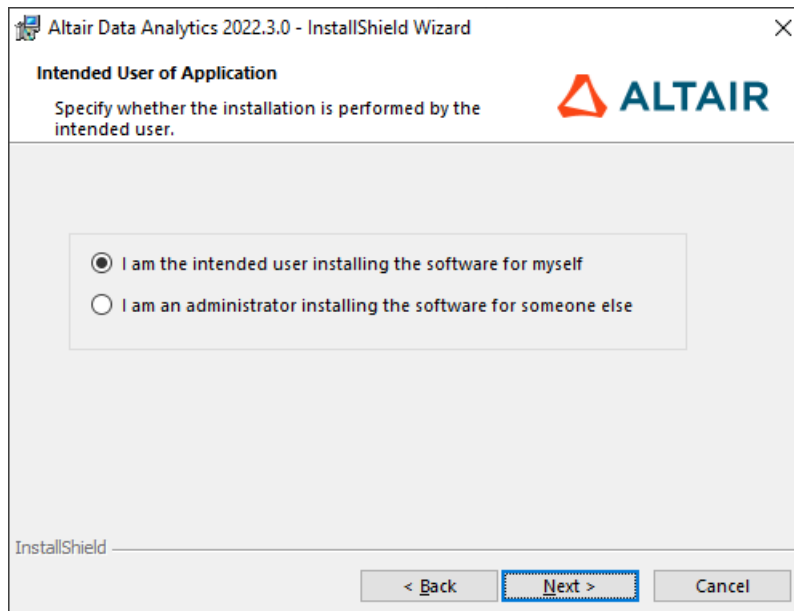 Altair Data Analytics 2022.3.0 - InstallShield Wizard
Intended User of Application
Specify whether the installation is performed by the
intended user.
ALTAIR
I am the intended user installing the software for myself
I am an administrator installing the software for someone else
InstallShield
< Back
Next >
Cancel